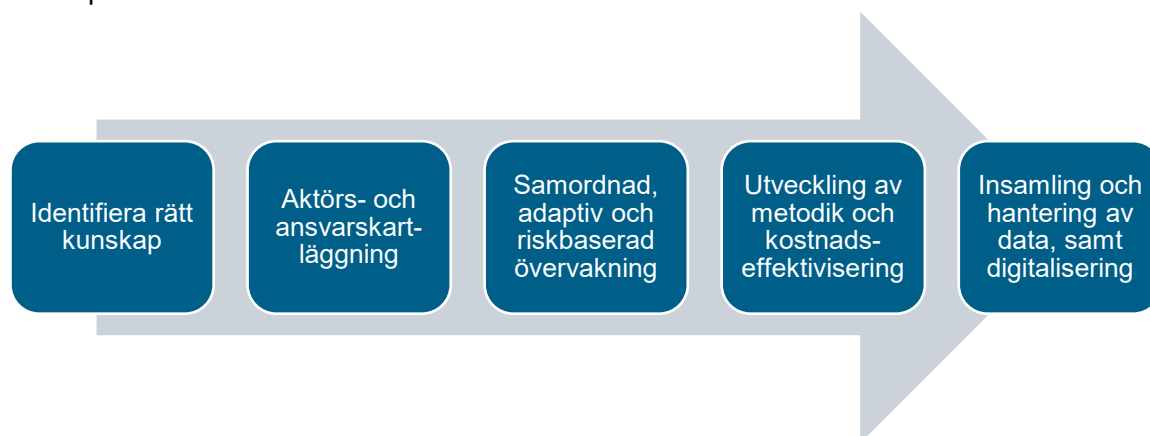 Identifiera rätt
kunskap
Aktörs- och
ansvarskart-
läggning
Samordnad,
adaptiv och
riskbaserad
övervakning
Utveckling av
metodik och
kostnads-
effektivisering
Insamling och
hantering av
data, samt
digitalisering